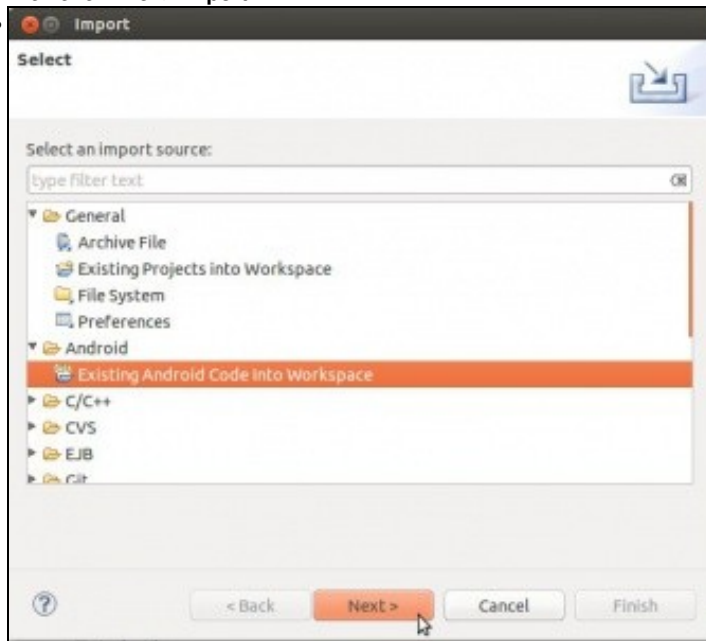 Import
Select
Select an import source:
type filter text
General
Archive File
Existing Projects into Workspace
File System
Preferences
Android
Existing Android Code Into Workspace
C/C++
CVS
EJB
Git
< Back Next > Cancel Finish